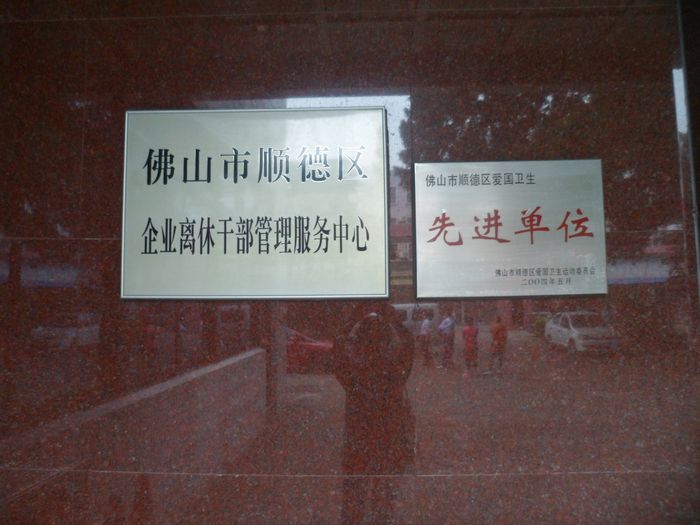 佛山市顺德区
企业离休干部管理服务中心
佛山市顺德区爱国卫生
先进单位
佛山市顺德区爱国卫生运动委员会
二〇〇四年五月